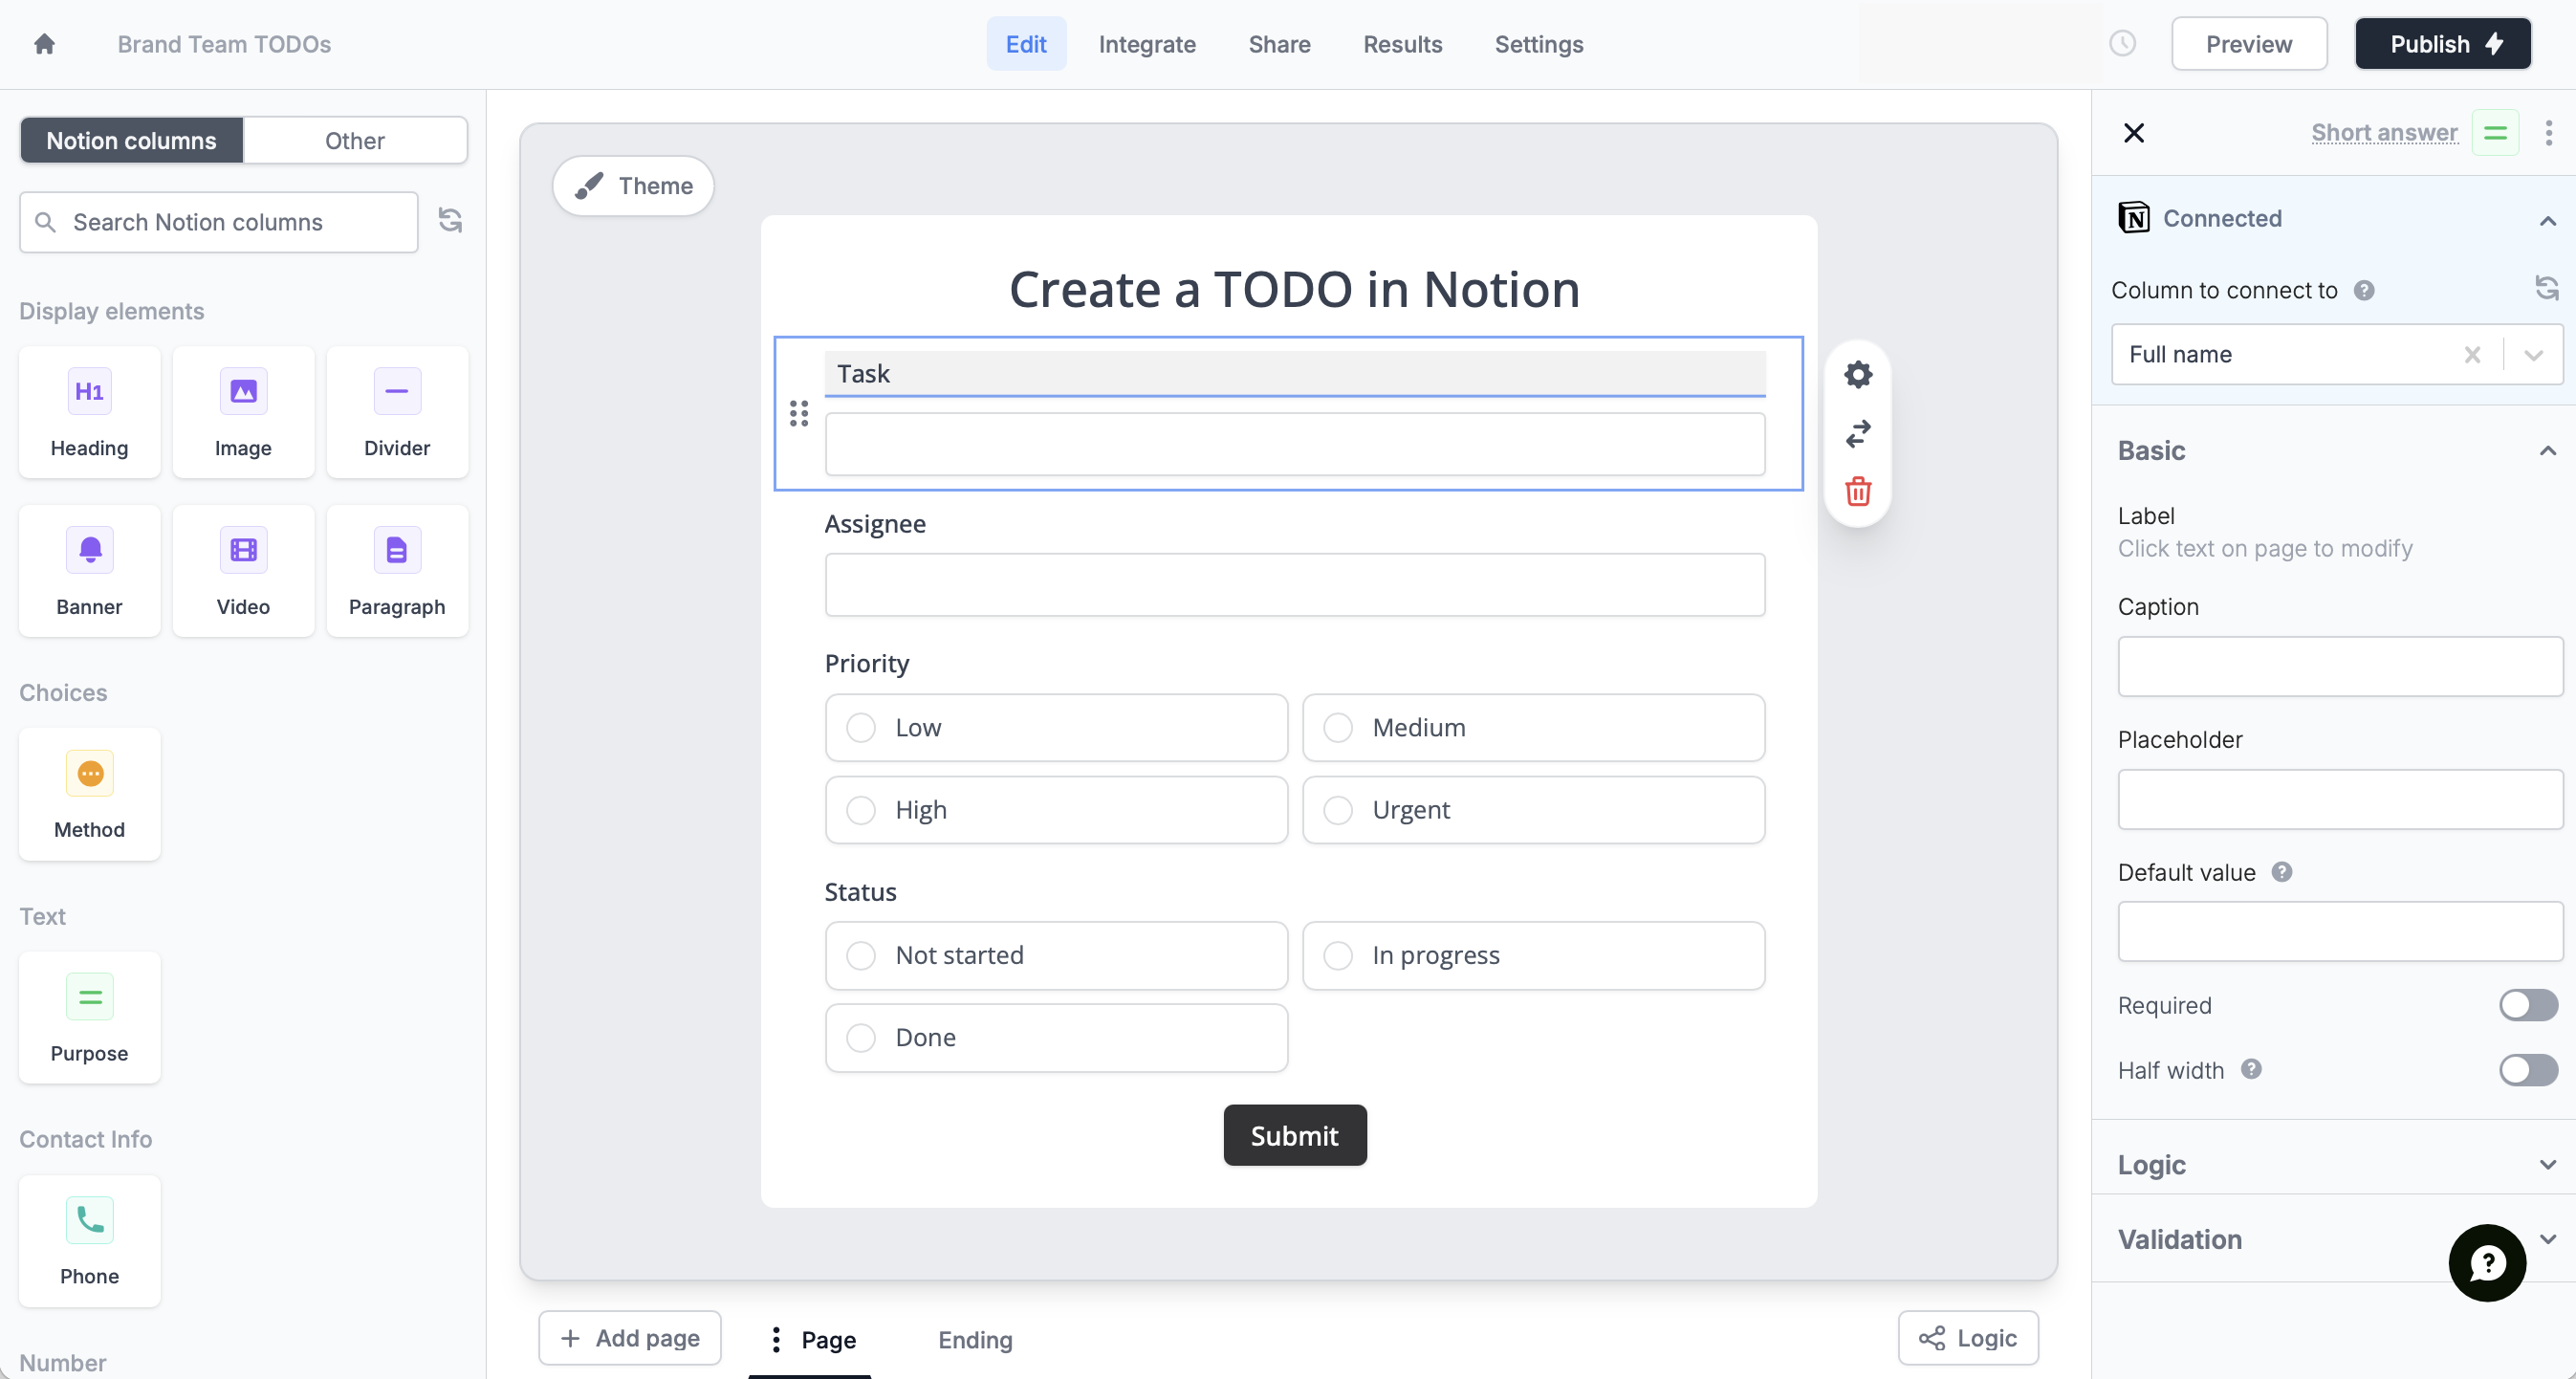 Brand Team TODOs
Edit
Integrate
Share
Results
Settings
Preview
Publish
Notion columns
Other
Search Notion columns
Display elements
H1
Heading
Image
Divider
Banner
Video
Paragraph
Choices
Method
Text
Purpose
Contact Info
Phone
Number
Theme
Create a TODO in Notion
Task
Assignee
Priority
Low
Medium
High
Urgent
Status
Not started
In progress
Done
Submit
Add page
Page
Ending
Logic
Short answer
N
Connected
Column to connect to ?
Full name
Basic
Label
Click text on page to modify
Caption
Placeholder
Default value ?
Required
Half width ?
Logic
Validation
?